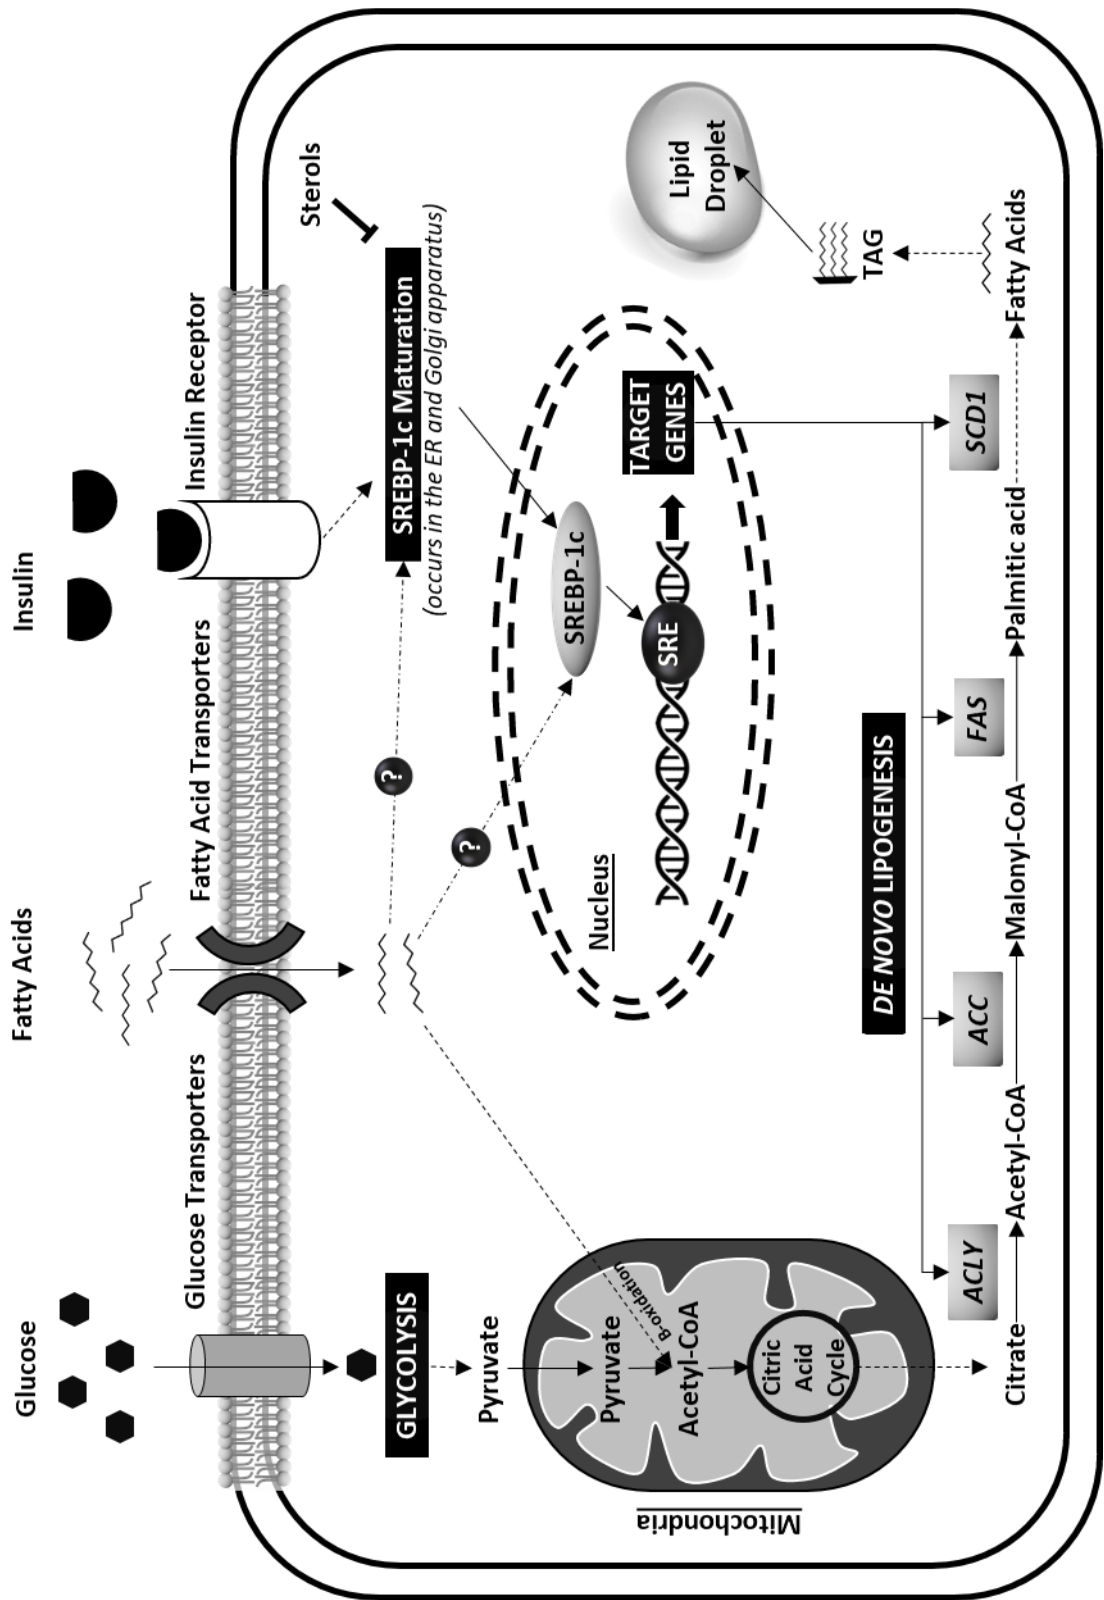 Glucose
Fatty Acids
Insulin
Glucose Transporters
Fatty Acid Transporters
Insulin Receptor
Sterols
GLYCOLYSIS
?
SREBP-1c Maturation
(occurs in the ER and Golgi apparatus)
Pyruvate
?
Mitochondria
Pyruvate
B-oxidation
Acetyl-CoA
Citric
Acid
Cycle
Nucleus
SREBP-1c
SRE
TARGET
GENES
Lipid
Droplet
TAG
DE NOVO LIPOGENESIS
ACLY
ACC
FAS
SCD1
Citrate
Acetyl-CoA
Malonyl-CoA
Palmitic acid
Fatty Acids